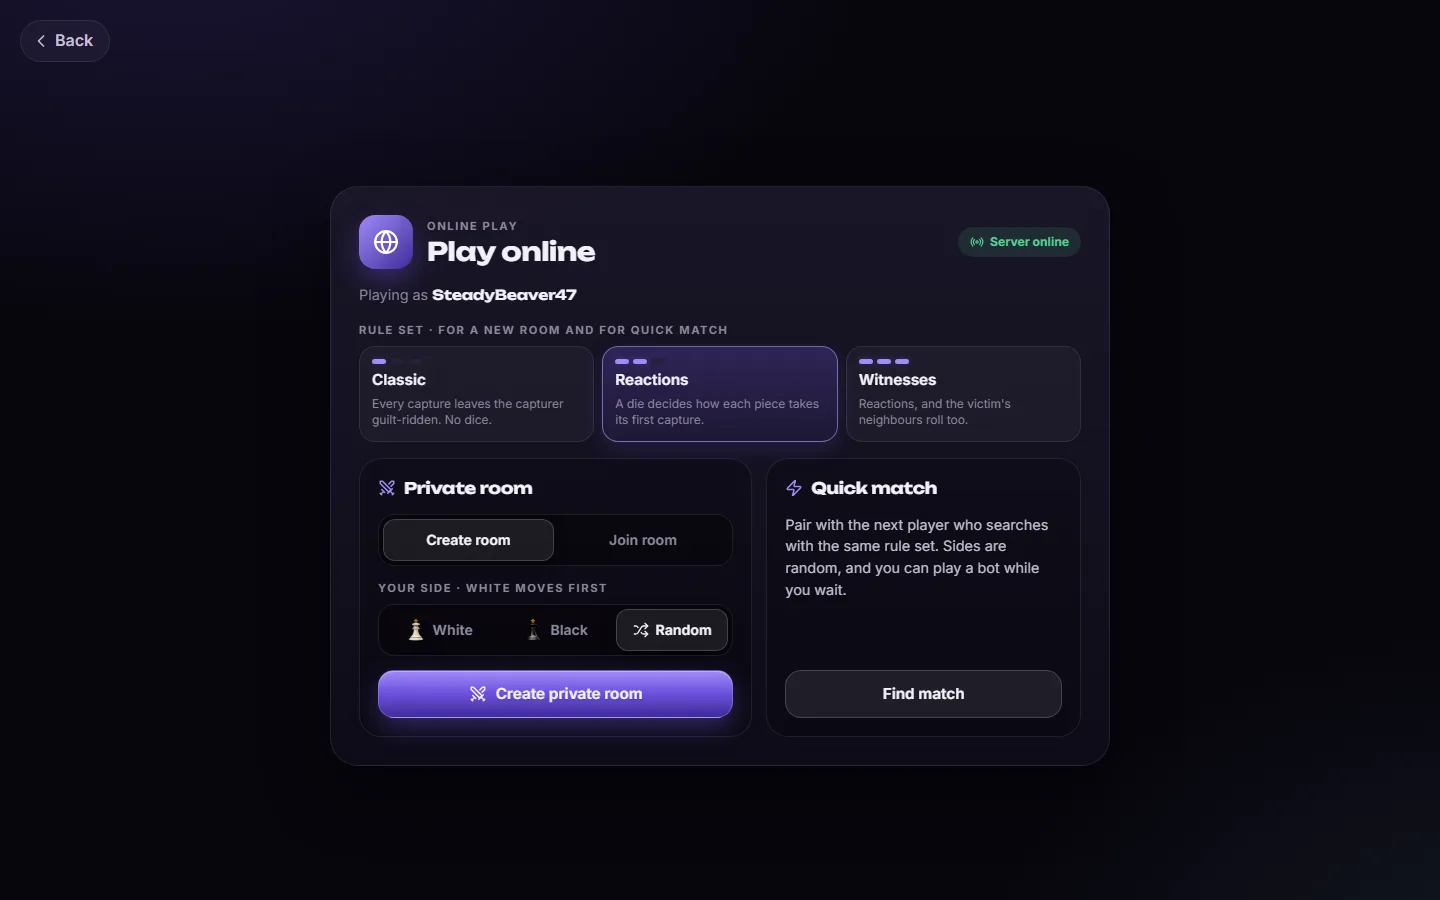 Back
ONLINE PLAY
Play online
Server online
Playing as SteadyBeaver47
RULE SET · FOR A NEW ROOM AND FOR QUICK MATCH
Classic
Every capture leaves the capturer
guilt-ridden. No dice.
Reactions
A die decides how each piece takes
its first capture.
Witnesses
Reactions, and the victim's
neighbours roll too.
Private room
Create room
Join room
YOUR SIDE · WHITE MOVES FIRST
White
Black
Random
Create private room
Quick match
Pair with the next player who searches
with the same rule set. Sides are
random, and you can play a bot while
you wait.
Find match